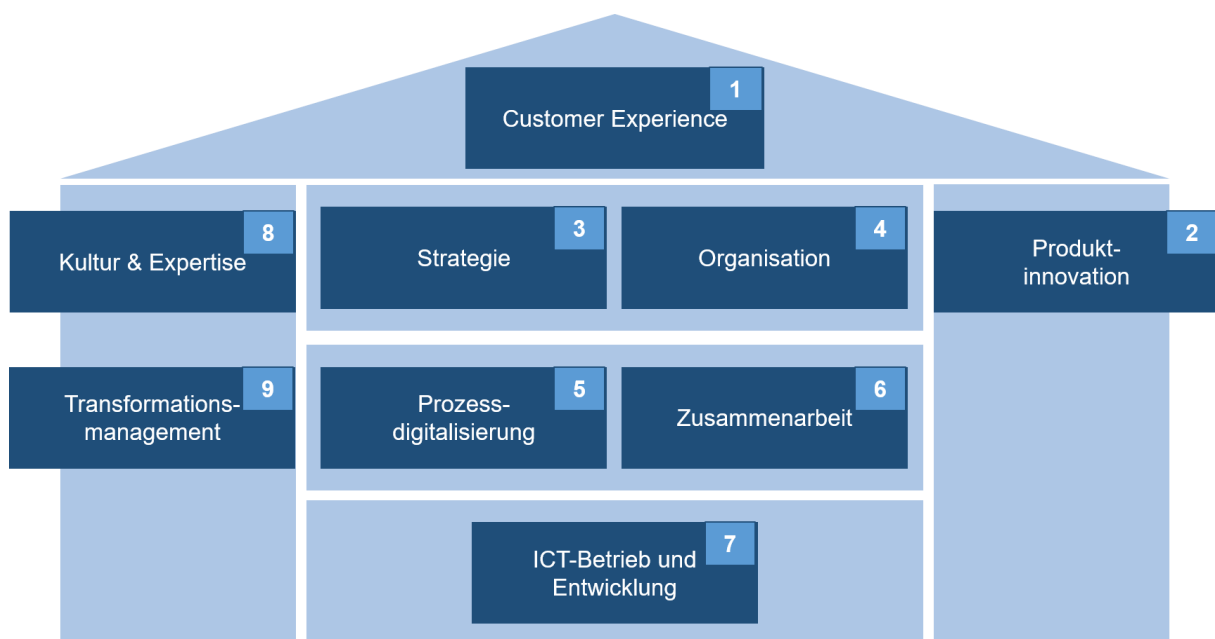 1
Customer Experience
8
Kultur & Expertise
3
Strategie
4
Organisation
2
Produkt-
innovation
9
Transformations-
management
5
Prozess-
digitalisierung
6
Zusammenarbeit
7
ICT-Betrieb und
Entwicklung